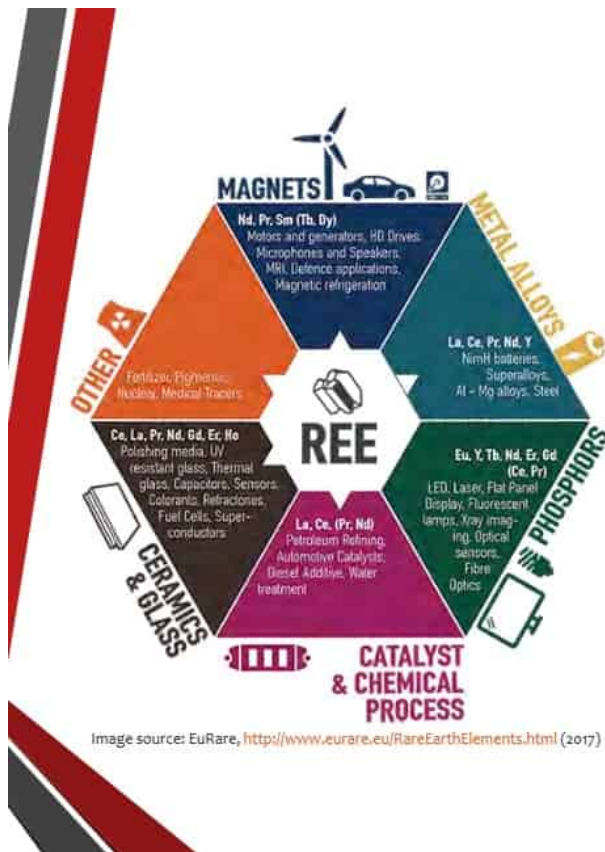 MAGNETS
Nd, Pr, Sm (Tb, Dy)
Motors and generators, HD Drives,
Microphones and Speakers,
MRI, Defence applications,
Magnetic refrigeration
METAL ALLOYS
La, Ce, Pr, Nd, Y
NimH batteries,
Superalloys,
Al – Mg alloys, Steel
OTHER
Fertilizer, Pigments,
Nuclear, Medical Tracers
REE
Ce, La, Pr, Nd, Gd, Er, Ho
Polishing media, UV
resistant glass, Thermal
glass, Capacitors, Sensors,
Colorants, Refractories,
Fuel Cells, Super-
conductors
CERAMICS
& GLASS
Eu, Y, Tb, Nd, Er, Gd
(Ce, Pr)
LED, Laser, Flat Panel
Display, Fluorescent
lamps, Xray imag-
ing, Optical
sensors,
Fibre
Optics
PHOSPHORS
La, Ce, (Pr, Nd)
Petroleum Refining,
Automotive Catalysts,
Diesel Additive, Water
treatment
CATALYST
& CHEMICAL
PROCESS
Image source: EuRare, http://www.eurare.eu/RareEarthElements.html (2017)